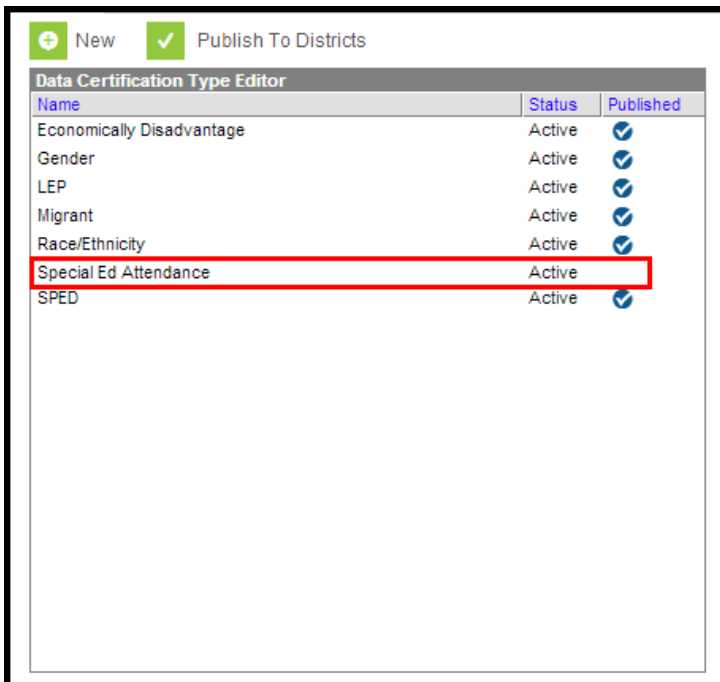 New Publish To Districts
Data Certification Type Editor
Name Status Published
Economically Disadvantage Active
Gender Active
LEP Active
Migrant Active
Race/Ethnicity Active
Special Ed Attendance Active
SPED Active